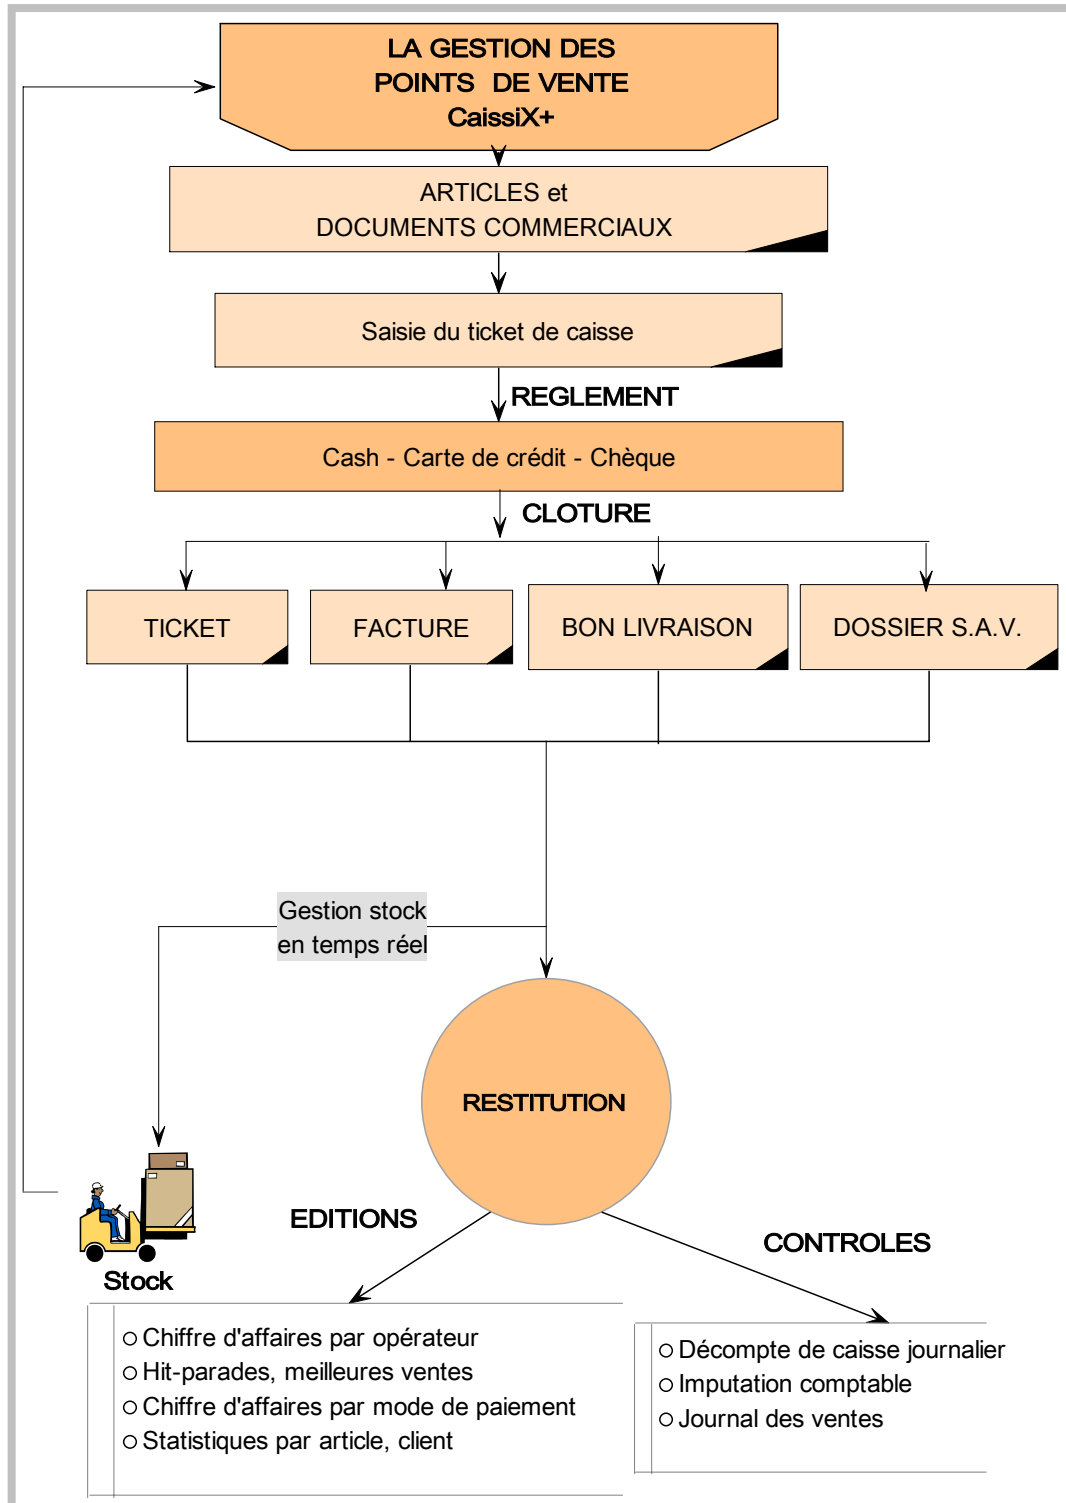 LA GESTION DES
POINTS DE VENTE
CaissiX+
ARTICLES et
DOCUMENTS COMMERCIAUX
Saisie du ticket de caisse
REGLEMENT
Cash - Carte de crédit - Chèque
CLOTURE
TICKET
FACTURE
BON LIVRAISON
DOSSIER S.A.V.
Gestion stock
en temps réel
RESTITUTION
EDITIONS
CONTROLES
Stock
Chiffre d'affaires par opérateur
Hit-parades, meilleures ventes
Chiffre d'affaires par mode de paiement
Statistiques par article, client
Décompte de caisse journalier
Imputation comptable
Journal des ventes